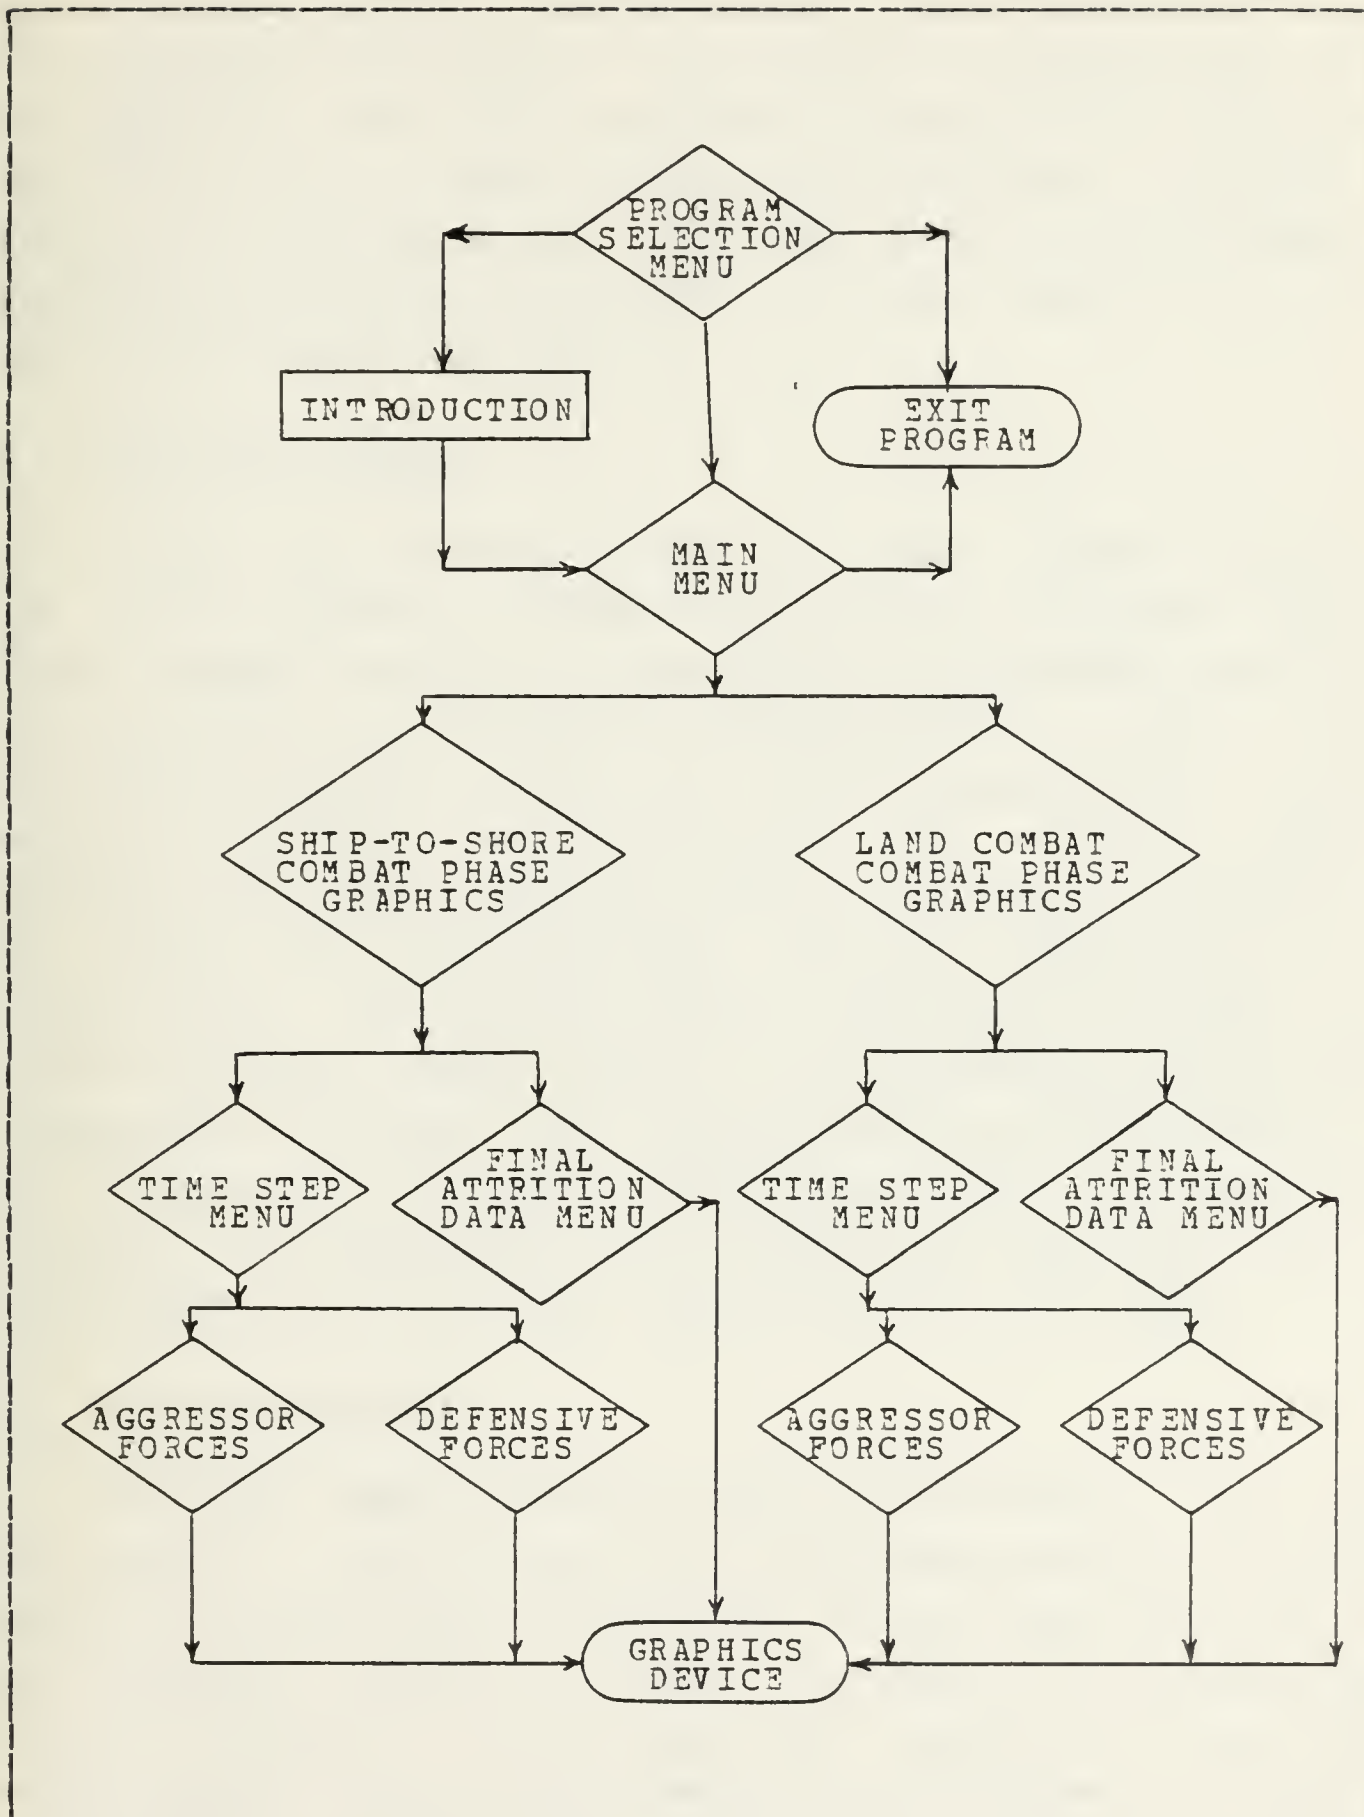 PROGRAM
SELECTION
MENU
INTRODUCTION
EXIT
PROGRAM
MAIN
MENU
SHIP-TO-SHORE
COMBAT PHASE
GRAPHICS
LAND COMBAT
COMBAT PHASE
GRAPHICS
TIME STEP
MENU
FINAL
ATTRITION
DATA MENU
TIME STEP
MENU
FINAL
ATTRITION
DATA MENU
AGGRESSOR
FORCES
DEFENSIVE
FORCES
AGGRESSOR
FORCES
DEFENSIVE
FORCES
GRAPHICS
DEVICE